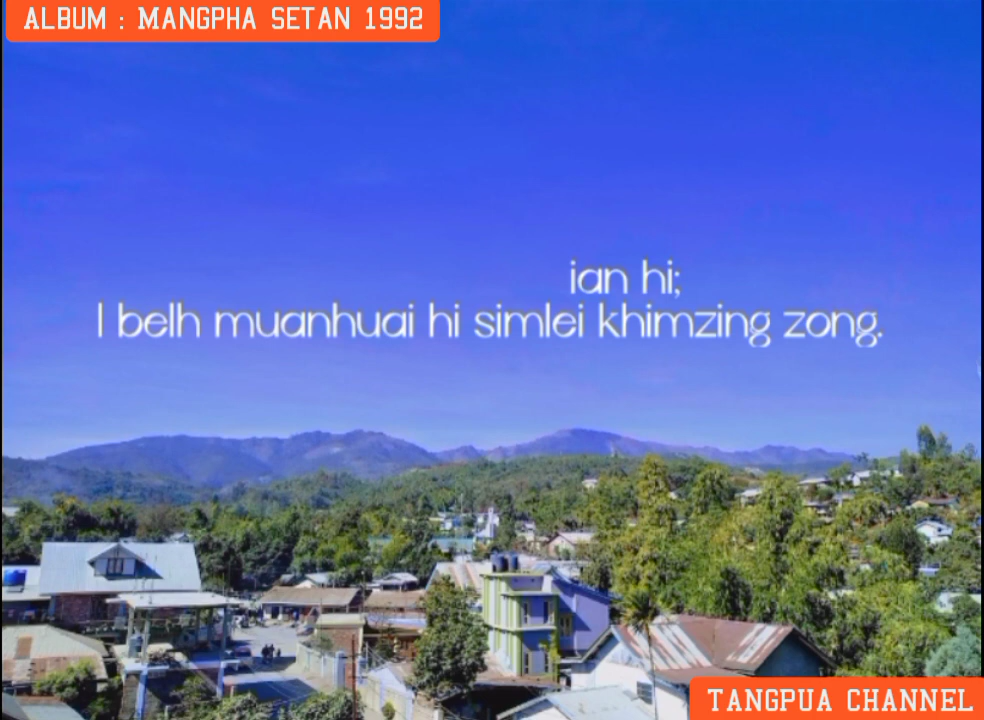 ALBUM : MANGPHA SETAN 1992
ian hi;
I belh muanhuai hi simlei khimzing zong.
TANGPUA CHANNEL